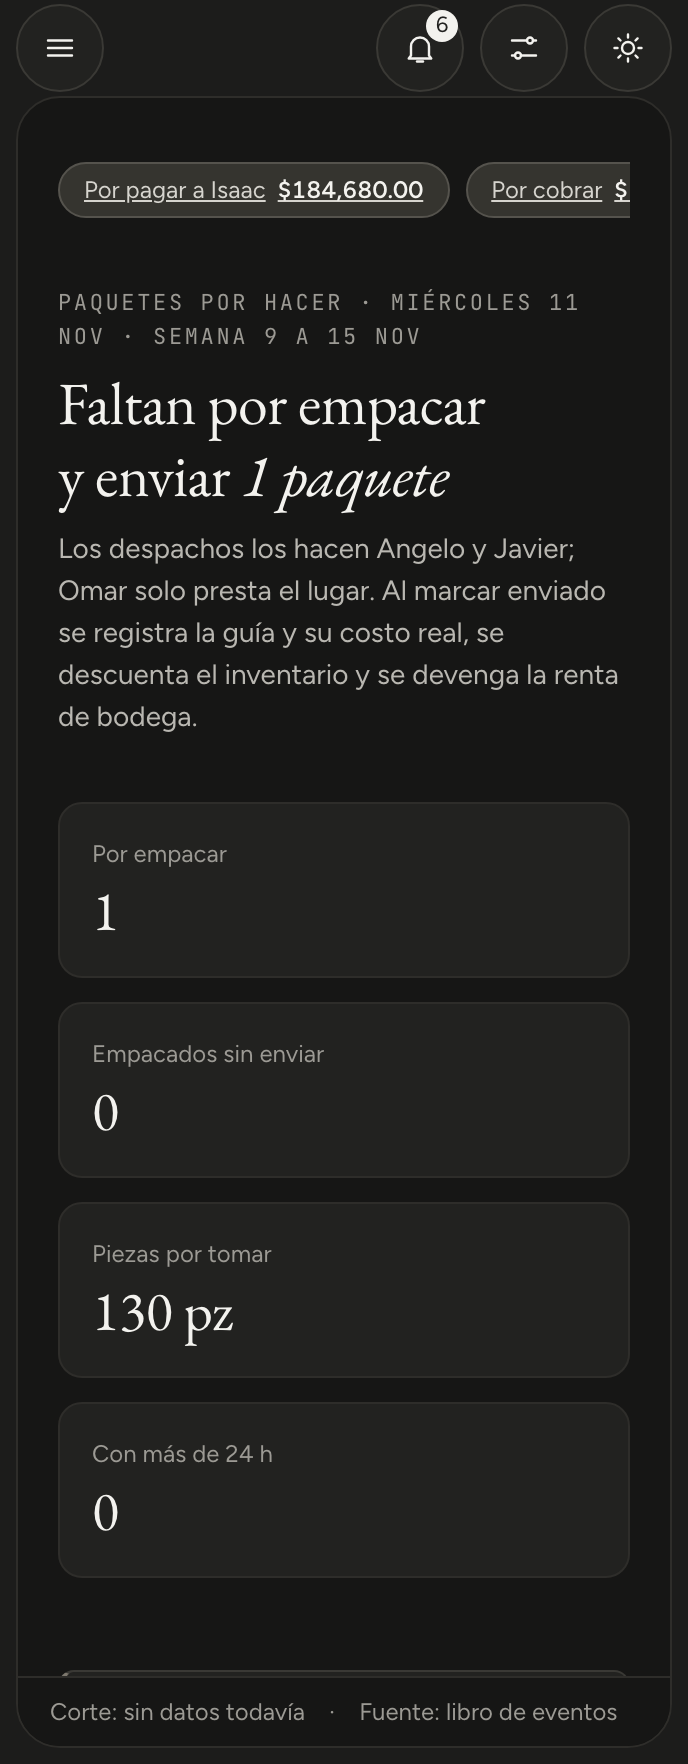 6
Por pagar a Isaac $184,680.00
Por cobrar $
PAQUETES POR HACER · MIÉRCOLES 11
NOV · SEMANA 9 A 15 NOV
Faltan por empacar
y enviar 1 paquete
Los despachos los hacen Angelo y Javier;
Omar solo presta el lugar. Al marcar enviado
se registra la guía y su costo real, se
descuenta el inventario y se devenga la renta
de bodega.
Por empacar
1
Empacados sin enviar
0
Piezas por tomar
130 pz
Con más de 24 h
0
Corte: sin datos todavía · Fuente: libro de eventos